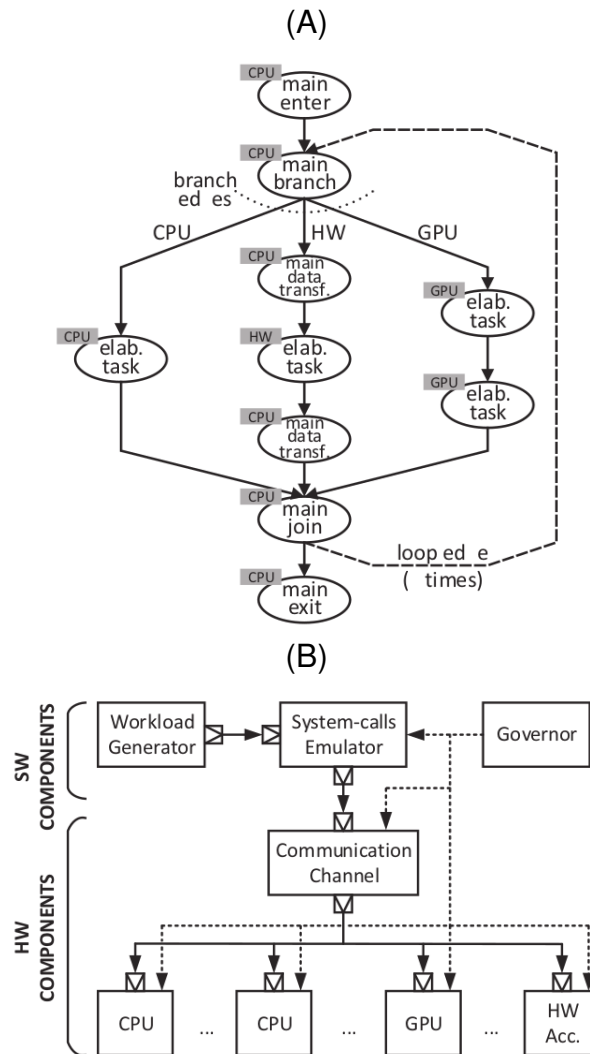 (A)
CPU
main
enter
CPU
main
branch
branch
ed es
CPU
HW
GPU
CPU
main
data
transf.
GPU
elab.
task
CPU
elab.
task
HW
elab.
task
GPU
elab.
task
CPU
main
data
transf.
CPU
main
join
loop ed e
( times)
CPU
main
exit
(B)
SW
COMPONENTS
Workload
Generator
System-calls
Emulator
Governor
HW
COMPONENTS
Communication
Channel
CPU
...
CPU
...
GPU
...
HW
Acc.